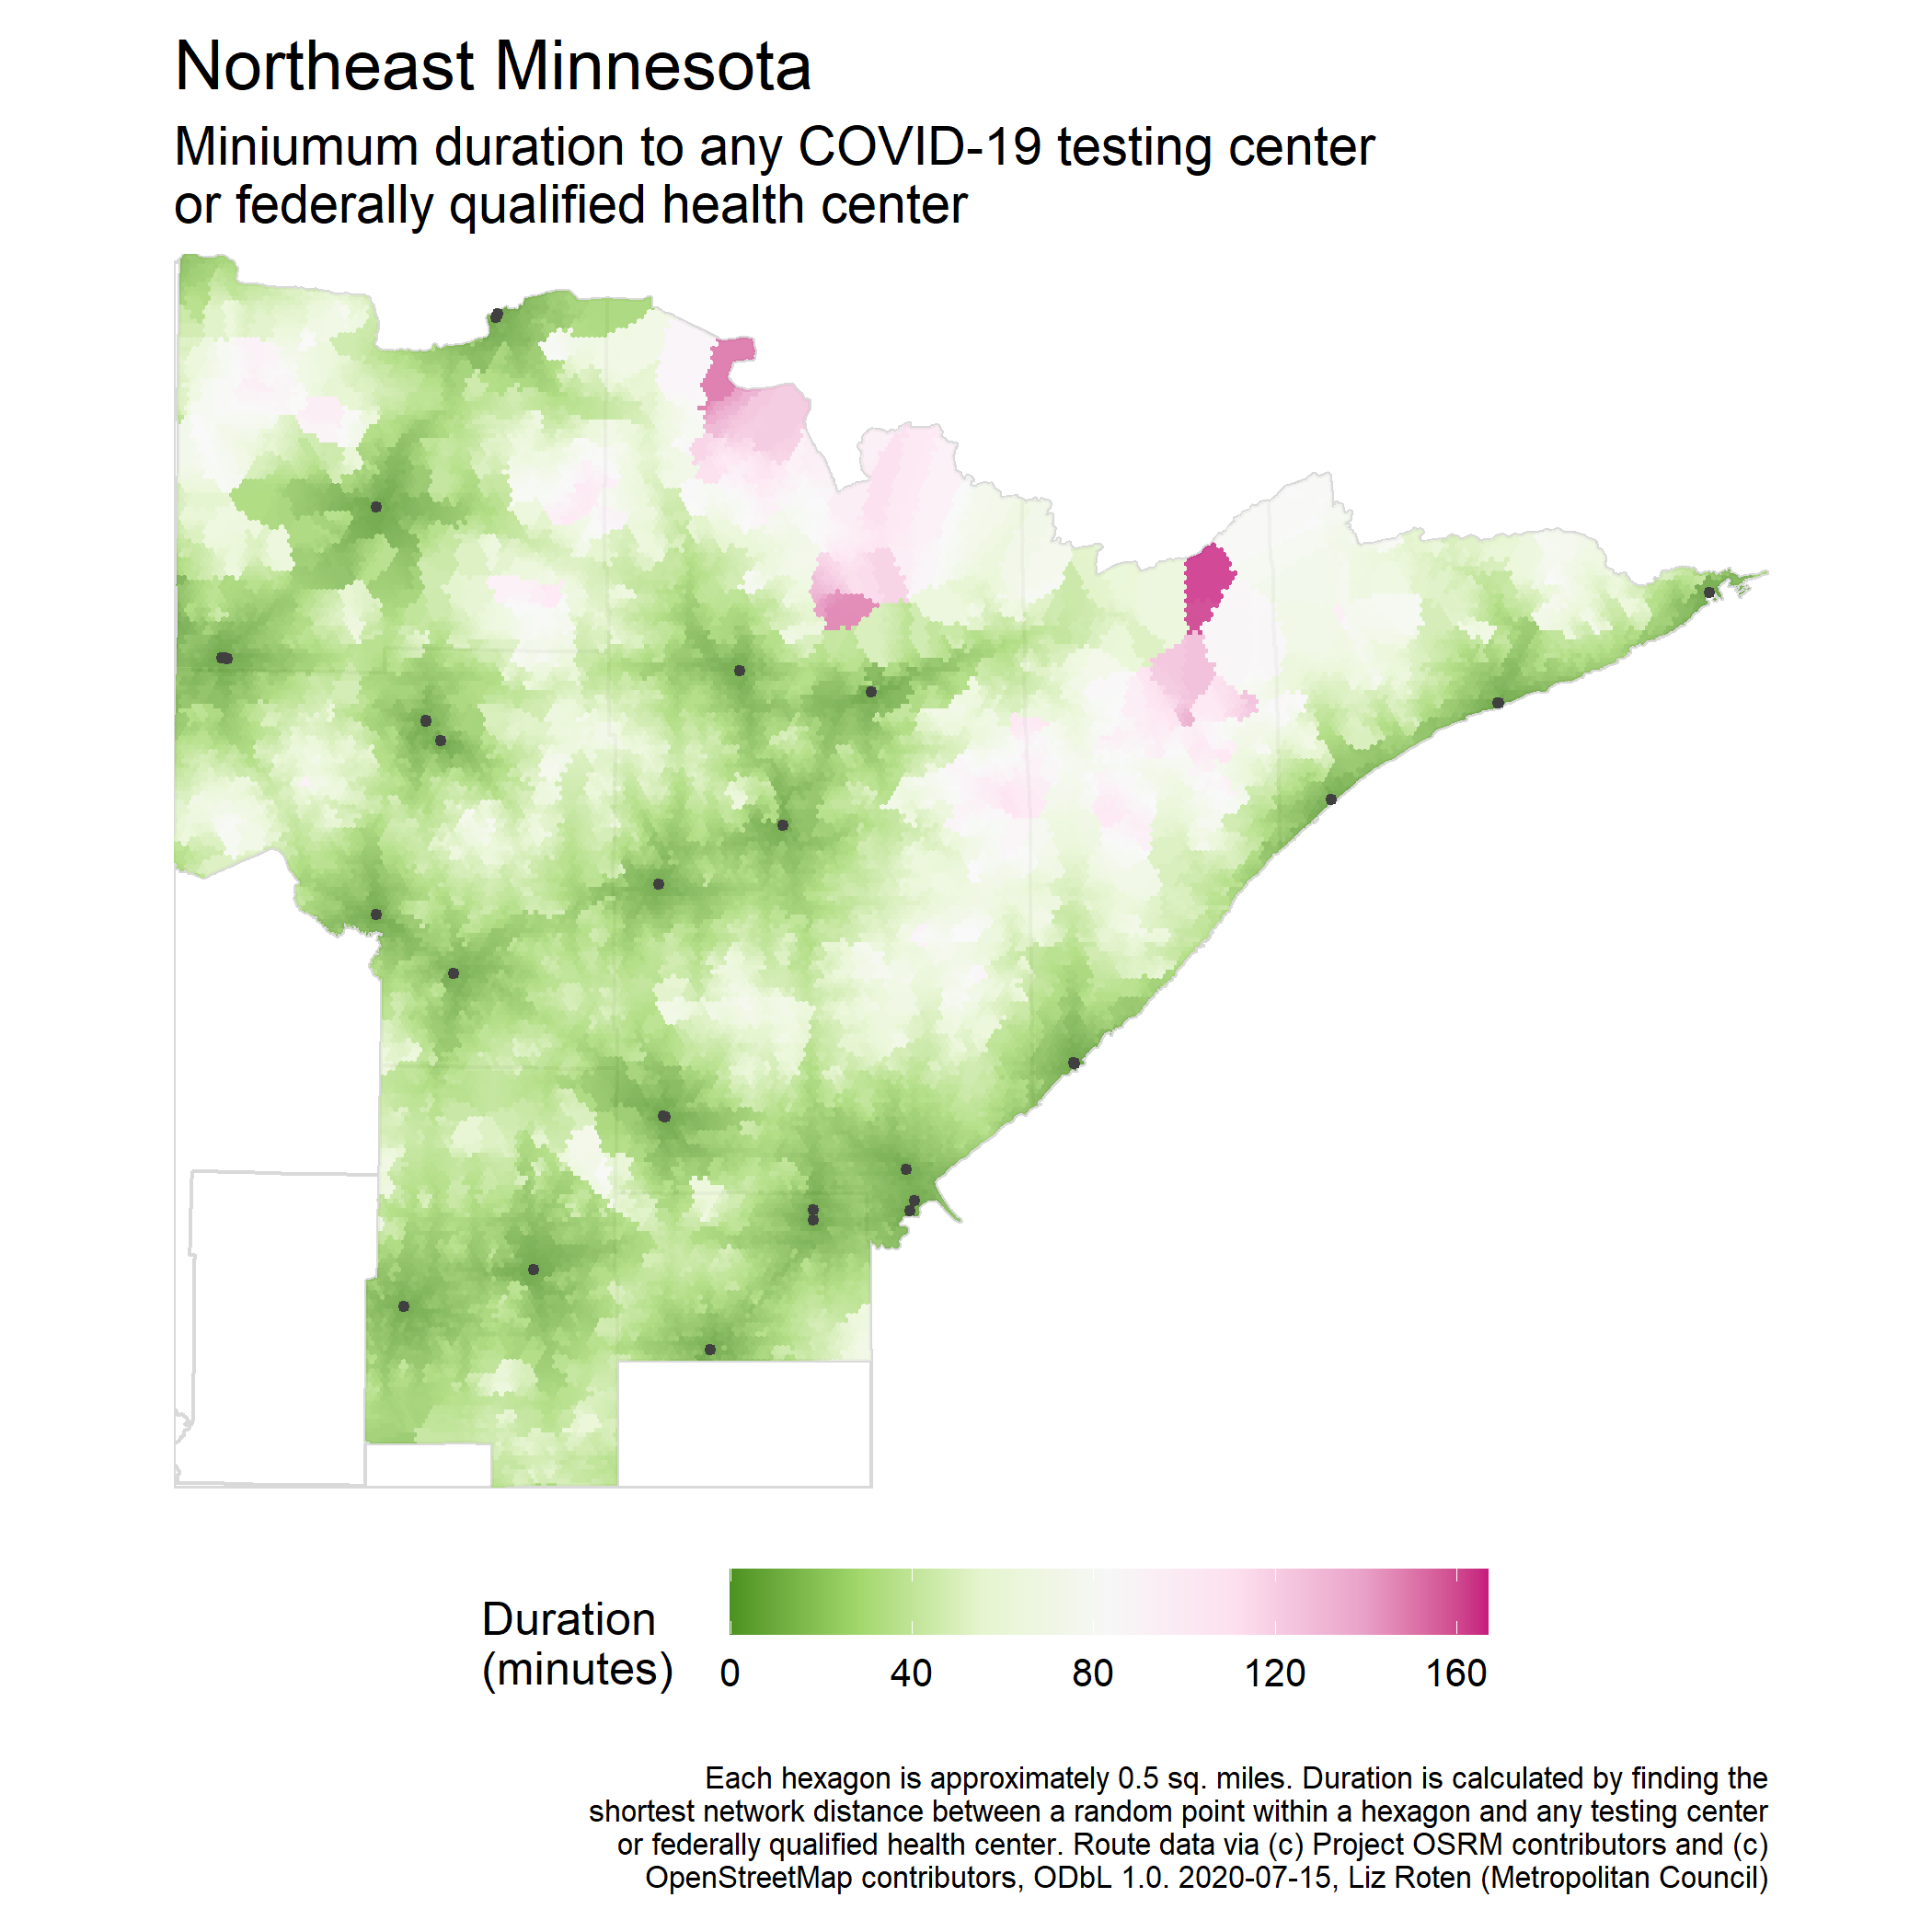 Northeast Minnesota
Miniumum duration to any COVID-19 testing center
or federally qualified health center
Duration
(minutes)
0 40 80 120 160
Each hexagon is approximately 0.5 sq. miles. Duration is calculated by finding the
shortest network distance between a random point within a hexagon and any testing center
or federally qualified health center. Route data via (c) Project OSRM contributors and (c)
OpenStreetMap contributors, ODbL 1.0. 2020-07-15, Liz Roten (Metropolitan Council)